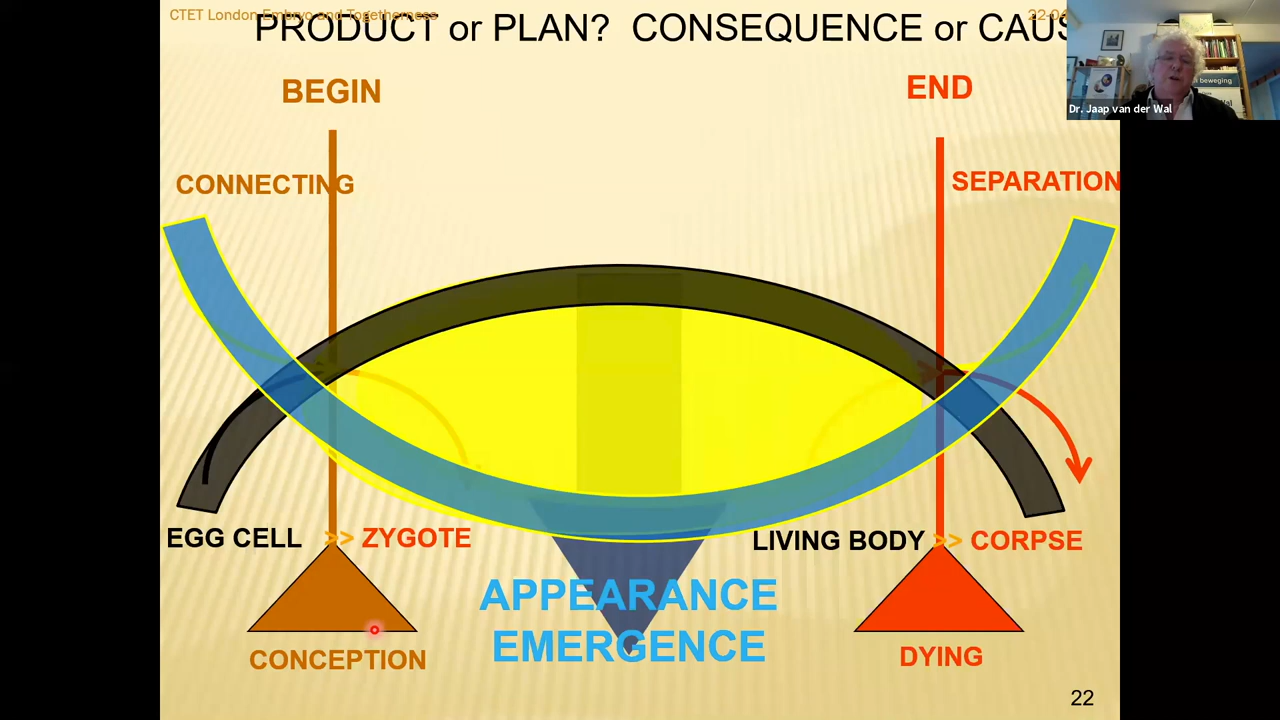 CTET London Embryo and Togetherness
PRODUCT or PLAN? CONSEQUENCE or CAUS
BEGIN
END
Dr. Jaap van der Wal
beweging
CONNECTING
SEPARATION
EGG CELL >> ZYGOTE
LIVING BODY >> CORPSE
APPEARANCE
EMERGENCE
CONCEPTION
DYING
22